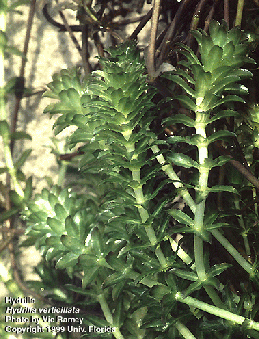 Hydrilla
Hydrilla verticillata
Photo by Vic Ramey
Copyright 1999 Univ. Florida